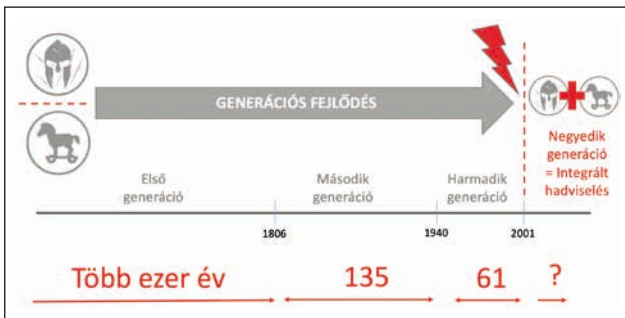 GENERÁCIÓS FEJLŐDÉS
Negyedik
generáció
= Integrált
hadviselés
Első
generáció
Második
generáció
Harmadik
generáció
1806
1940
2001
Több ezer év
135
61
?